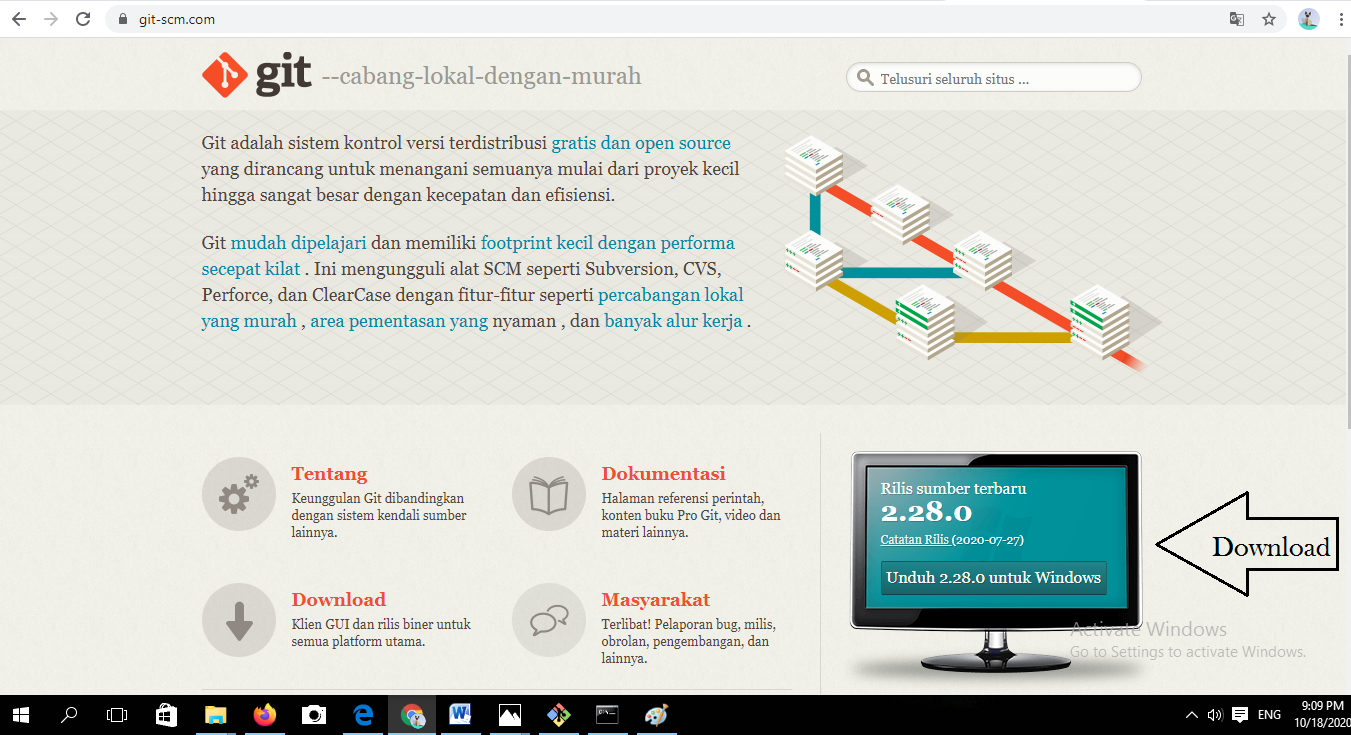 git-scm.com
git --cabang-lokal-dengan-murah
Telusuri seluruh situs ...
Git adalah sistem kontrol versi terdistribusi gratis dan open source
yang dirancang untuk menangani semuanya mulai dari proyek kecil
hingga sangat besar dengan kecepatan dan efisiensi.
Git mudah dipelajari dan memiliki footprint kecil dengan performa
secepat kilat . Ini mengungguli alat SCM seperti Subversion, CVS,
Perforce, dan ClearCase dengan fitur-fitur seperti percabangan lokal
yang murah , area pementasan yang nyaman , dan banyak alur kerja .
Tentang
Keunggulan Git dibandingkan
dengan sistem kendali sumber
lainnya.
Dokumentasi
Halaman referensi perintah,
konten buku Pro Git, video dan
materi lainnya.
Download
Klien GUI dan rilis biner untuk
semua platform utama.
Masyarakat
Terlibat! Pelaporan bug, milis,
obrolan, pengembangan, dan
lainnya.
Rilis sumber terbaru
2.28.0
Catatan Rilis (2020-07-27)
Unduh 2.28.0 untuk Windows
Download
Activate Windows
Go to Settings to activate Windows.
ENG
9:09 PM
10/18/2020